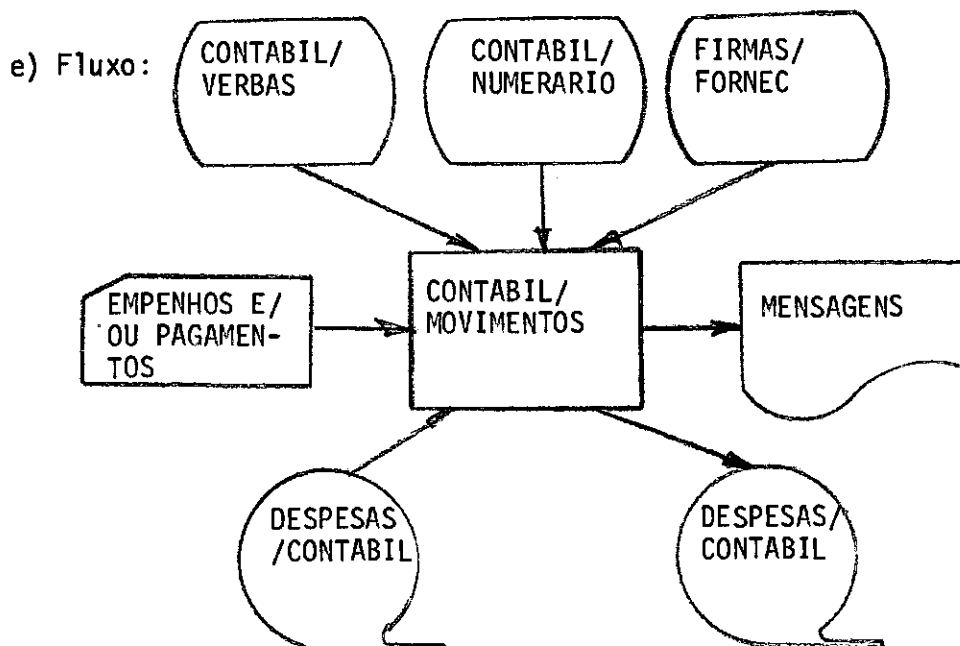 e) Fluxo:
CONTABIL/
VERBAS
CONTABIL/
NUMERARIO
FIRMAS/
FORNEC
EMPENHOS E/
OU PAGAMEN-
TOS
CONTABIL/
MOVIMENTOS
MENSAGENS
DESPESAS
/CONTABIL
DESPESAS/
CONTABIL